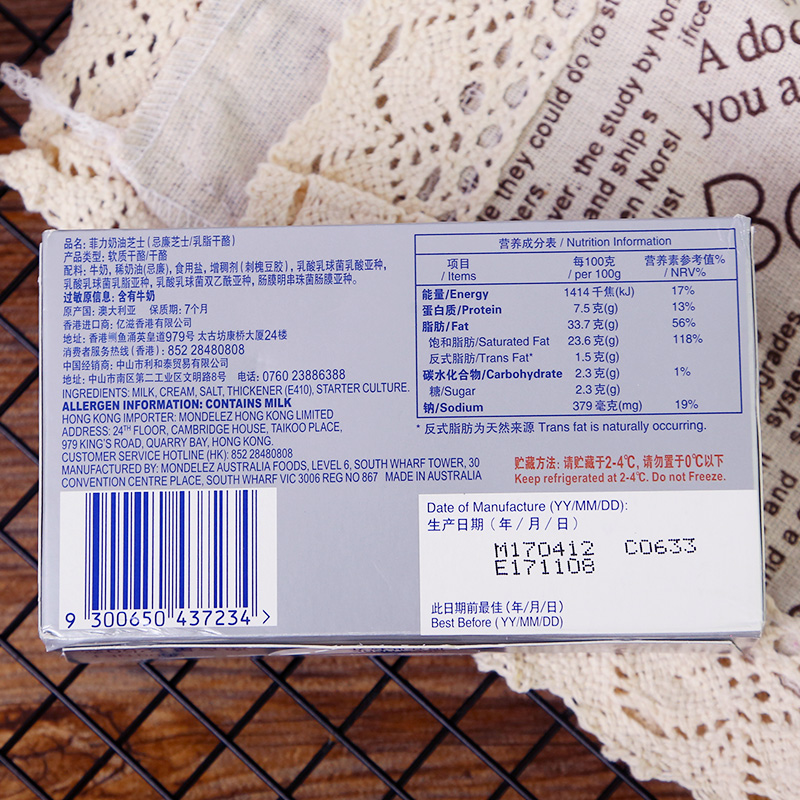 品名: 菲力奶油芝士 (忌廉芝士/乳脂干酪)
产品类型: 软质干酪/干酪
配料: 牛奶, 稀奶油(忌廉), 食用盐, 增稠剂(刺槐豆胶), 乳酸乳球菌乳酸亚种,
乳酸乳球菌乳脂亚种, 乳酸乳球菌双乙酰亚种, 肠膜明串珠菌肠膜亚种。
过敏原信息: 含有牛奶
原产国: 澳大利亚 保质期: 7个月
香港进口商: 亿滋香港有限公司
地址: 香港鲗鱼涌英皇道979号 太古坊康桥大厦24楼
消费者服务热线 (香港): 852 28480808
中国经销商: 中山市利和泰贸易有限公司
地址: 中山市南区第二工业区文明路8号 电话: 0760 23886388
INGREDIENTS: MILK, CREAM, SALT, THICKENER (E410), STARTER CULTURE.
ALLERGEN INFORMATION: CONTAINS MILK
HONG KONG IMPORTER: MONDELEZ HONG KONG LIMITED
ADDRESS: 24TH FLOOR, CAMBRIDGE HOUSE, TAIKOO PLACE,
979 KING'S ROAD, QUARRY BAY, HONG KONG.
CUSTOMER SERVICE HOTLINE (HK): 852 28480808
MANUFACTURED BY: MONDELEZ AUSTRALIA FOODS, LEVEL 6, SOUTH WHARF TOWER, 30
CONVENTION CENTRE PLACE, SOUTH WHARF VIC 3006 REG NO 867 MADE IN AUSTRALIA
9 300650 437234 >
营养成分表 / Nutrition Information
项目 / Items 每100克 / per 100g 营养素参考值% / NRV%
能量/Energy 1414 千焦(kJ) 17%
蛋白质/Protein 7.5 克(g) 13%
脂肪/Fat 33.7 克(g) 56%
饱和脂肪/Saturated Fat 23.6 克(g) 118%
反式脂肪/Trans Fat* 1.5 克(g)
碳水化合物/Carbohydrate 2.3 克(g) 1%
糖/Sugar 2.3 克(g)
钠/Sodium 379 毫克(mg) 19%
* 反式脂肪为天然来源 Trans fat is naturally occurring.
贮藏方法: 请贮藏于2-4℃, 请勿置于0℃以下
Keep refrigerated at 2-4℃. Do not Freeze.
Date of Manufacture (YY/MM/DD):
生产日期 (年/月/日)
M170412 C0633
E171108
此日期前最佳 (年/月/日)
Best Before (YY/MM/DD)
A do
you a
they could do
the study by Nor
and ship's